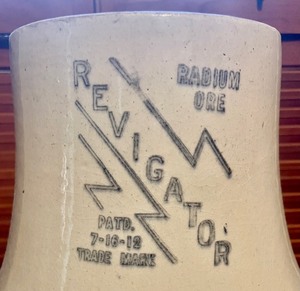 RADIUM
ORE
REVIGATOR
PATD.
7-16-12
TRADE MARK